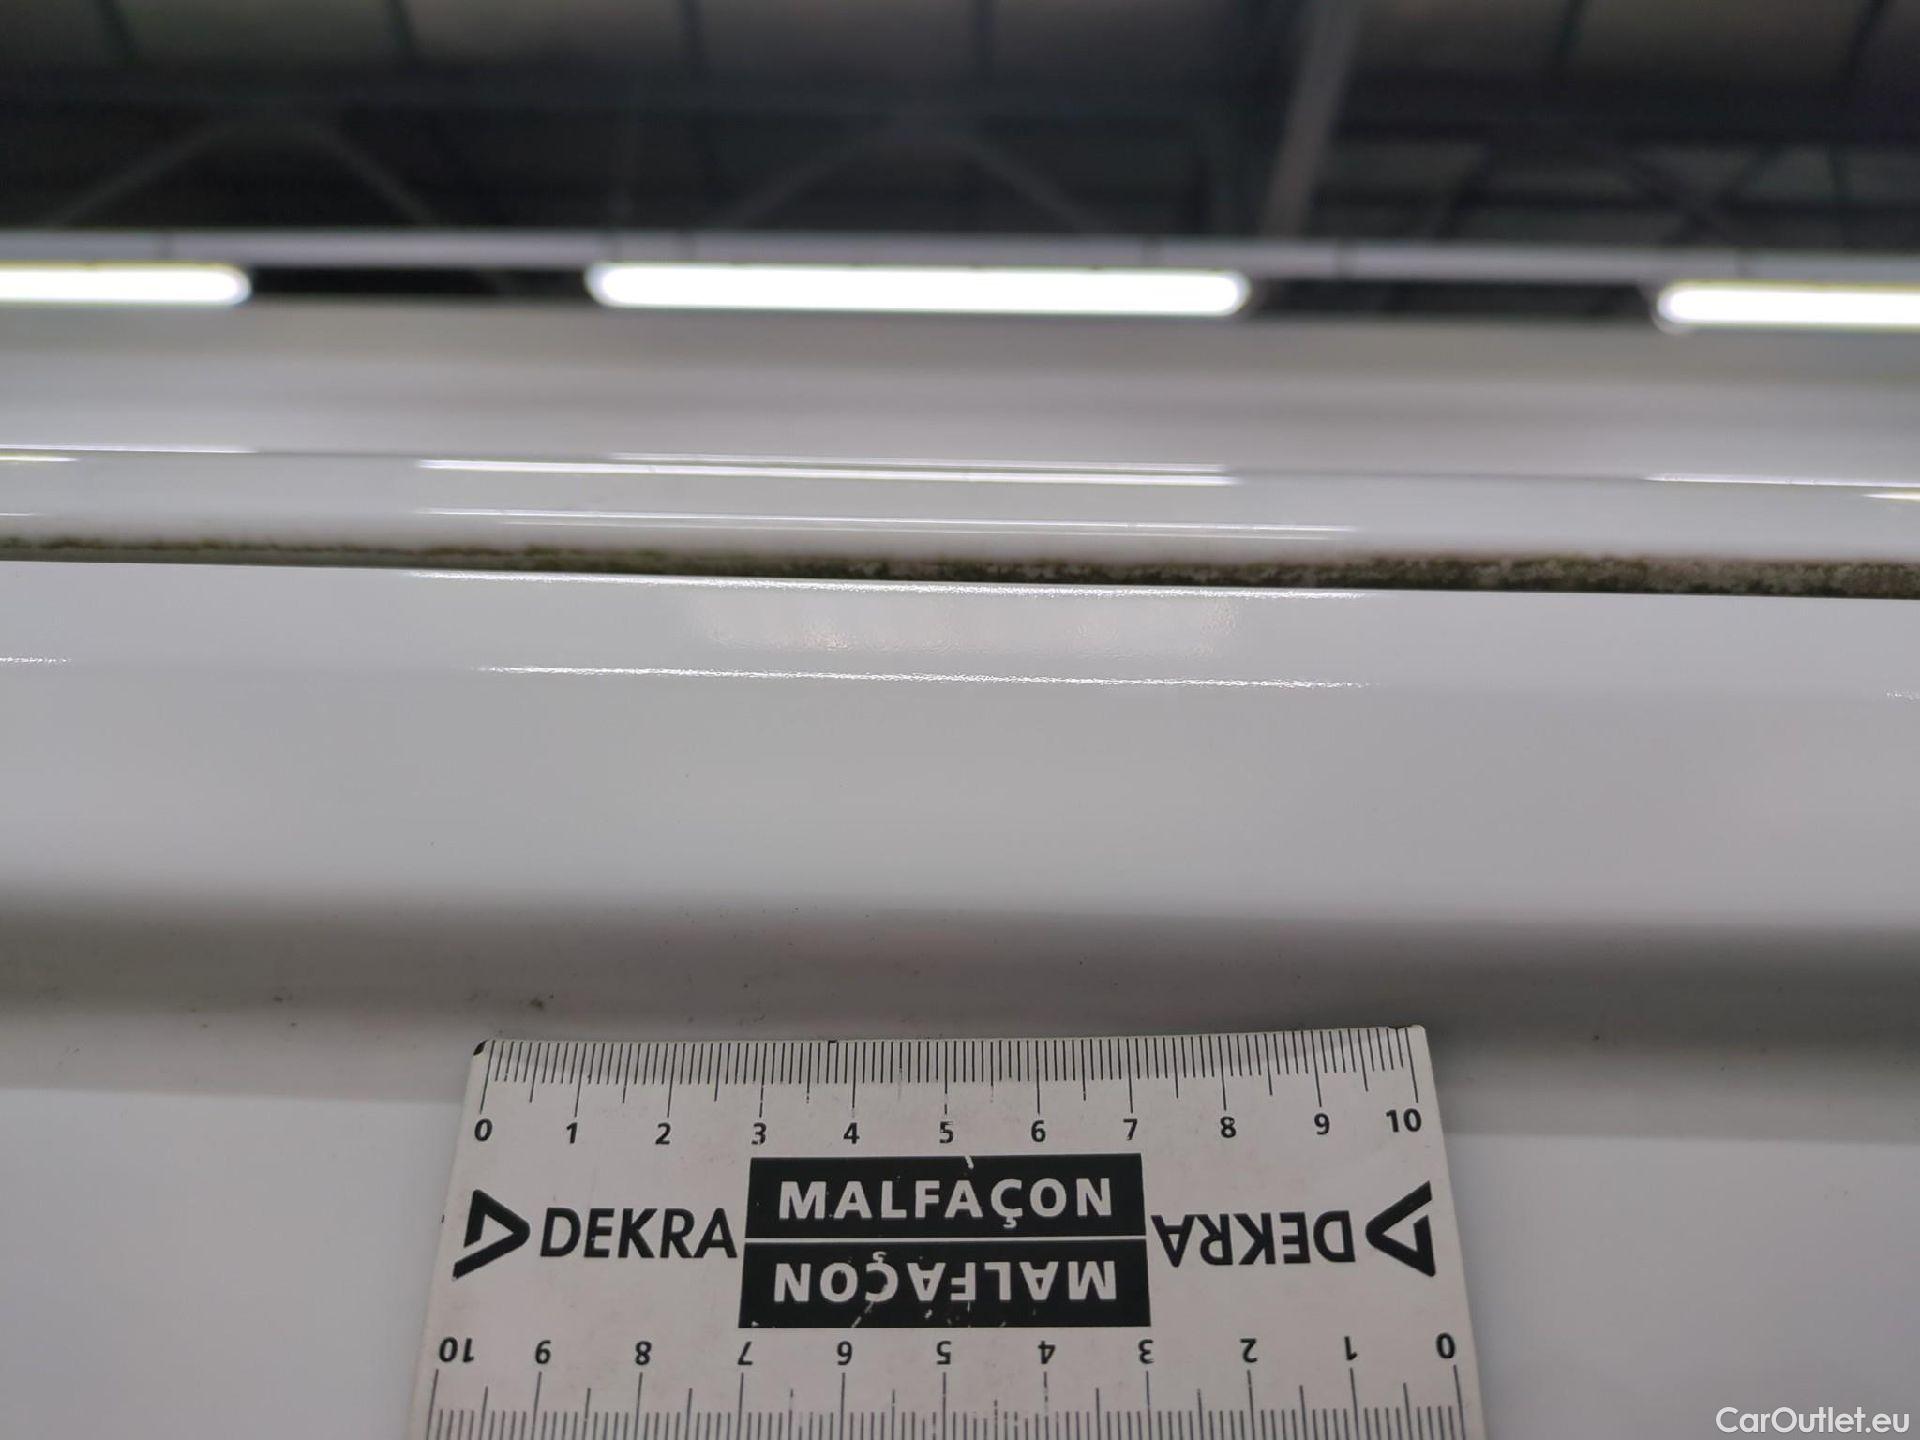 0 1 2 3 4 5 6 7 8 9 10
DEKRA MALFAÇON DEKRA
MALFAÇON
10 9 8 7 6 5 4 3 2 1 0
CarOutlet.eu